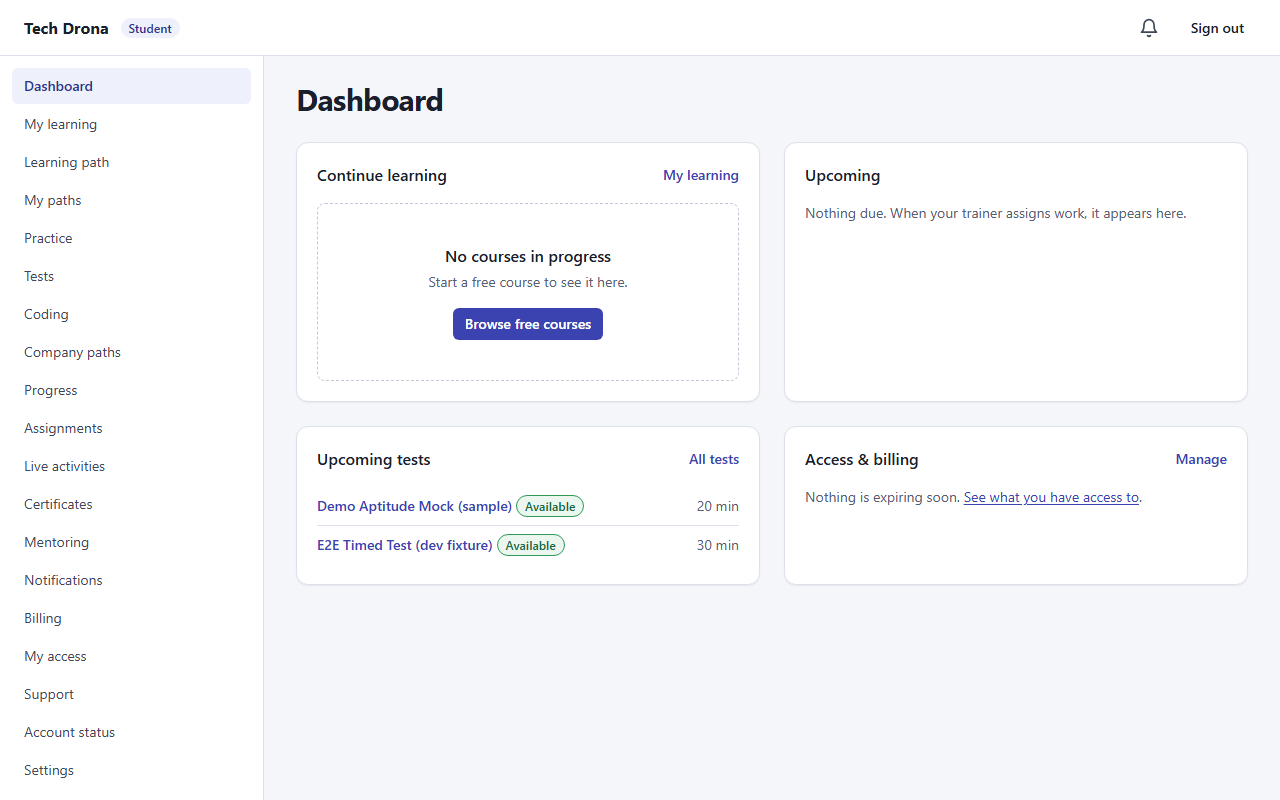 Tech Drona Student Sign out
Dashboard
My learning
Learning path
My paths
Practice
Tests
Coding
Company paths
Progress
Assignments
Live activities
Certificates
Mentoring
Notifications
Billing
My access
Support
Account status
Settings
Dashboard
Continue learning My learning
No courses in progress
Start a free course to see it here.
Browse free courses
Upcoming
Nothing due. When your trainer assigns work, it appears here.
Upcoming tests All tests
Demo Aptitude Mock (sample) Available 20 min
E2E Timed Test (dev fixture) Available 30 min
Access & billing Manage
Nothing is expiring soon. See what you have access to.